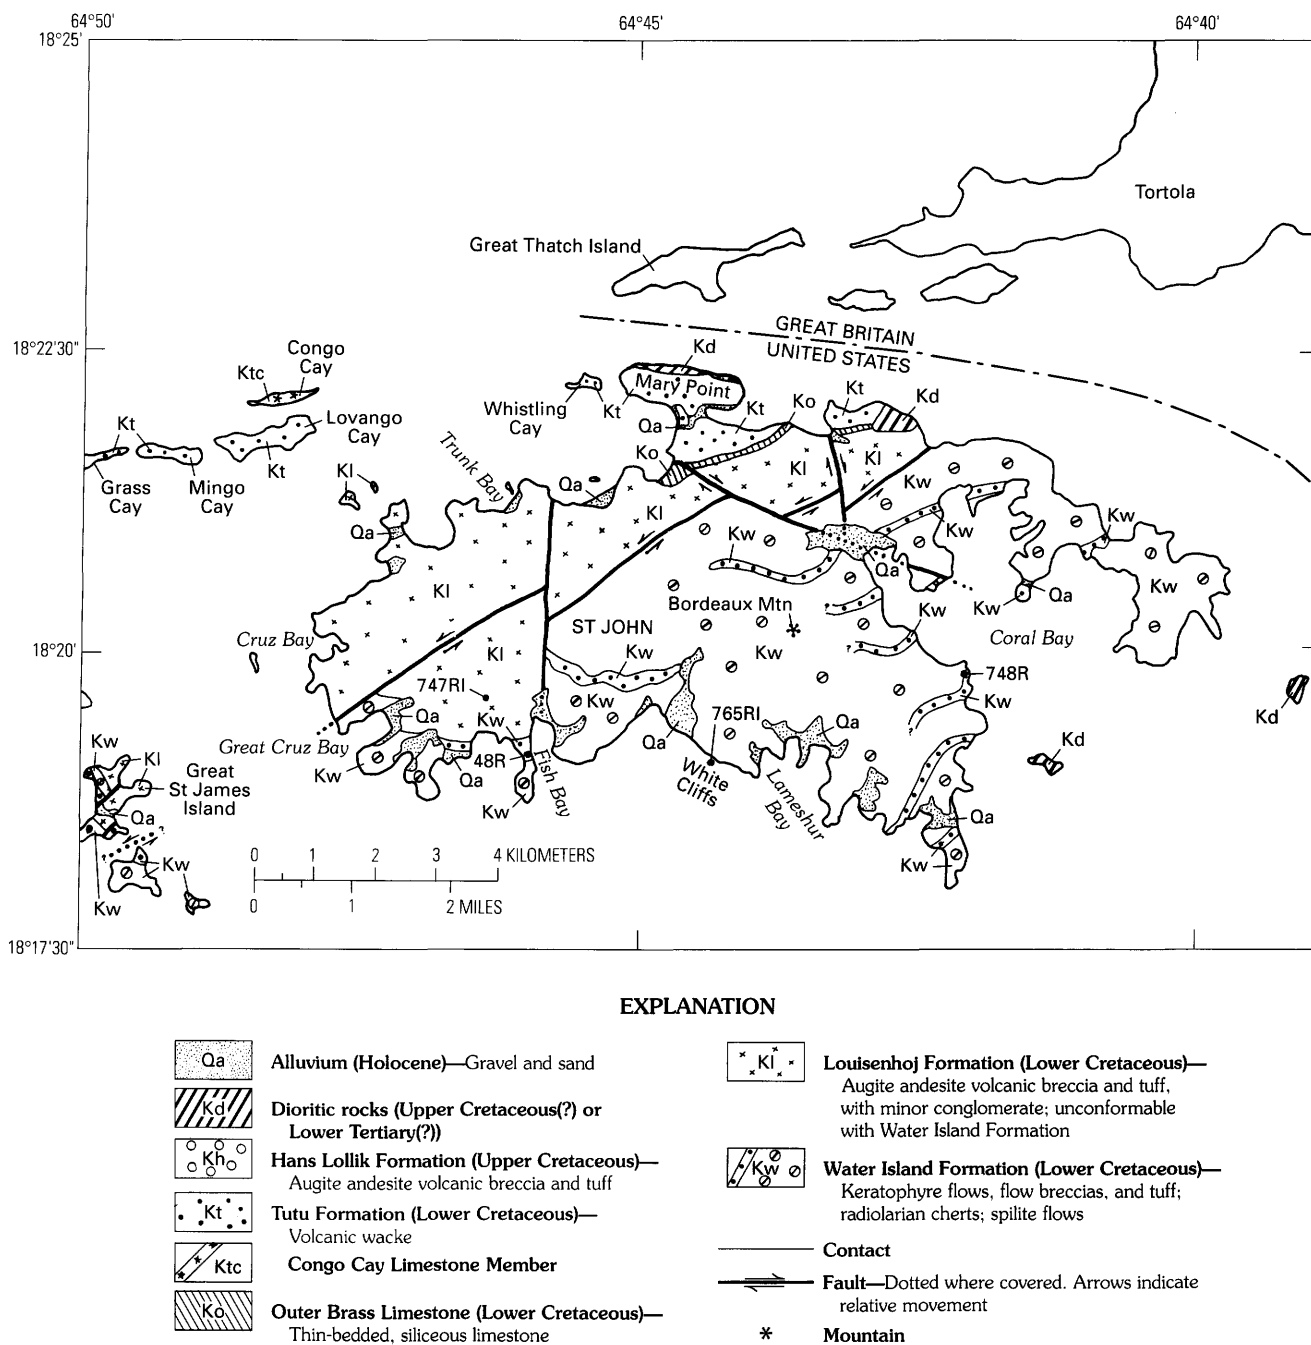 64°50'
64°45'
64°40'
18°25'
Tortola
Great Thatch Island
GREAT BRITAIN
UNITED STATES
18°22'30"
Congo
Cay
Ktc
Kd
Mary Point
Whistling
Cay
Kt
Kt
Ko
Kt
Kd
Qa
Kt
Lovango
Cay
Kt
Grass
Cay
Mingo
Cay
Kl
Trunk Bay
Qa
Ko
Kl
Kl
Kw
Kl
Qa
Kw
Kw
Kw
Qa
Kw
Kl
Bordeaux Mtn
Kw
Kw
Qa
Cruz Bay
ST JOHN
Kw
Kw
Coral Bay
18°20'
Kl
747RI
Kw
748R
Kw
Kd
Qa
Kw
765RI
Qa
Great Cruz Bay
Kw
48R
Qa
Kw
Fish Bay
Qa
White
Cliffs
Lameshur
Bay
Kd
Kw
Kl
Great
St James
Island
Qa
Kw
Kw
Qa
Kw
0 1 2 3 4 KILOMETERS
0 1 2 MILES
18°17'30"
EXPLANATION
Qa
Alluvium (Holocene)—Gravel and sand
Kd
Dioritic rocks (Upper Cretaceous(?) or
Lower Tertiary(?))
Kh
Hans Lollik Formation (Upper Cretaceous)—
Augite andesite volcanic breccia and tuff
Kt
Tutu Formation (Lower Cretaceous)—
Volcanic wacke
Ktc
Congo Cay Limestone Member
Ko
Outer Brass Limestone (Lower Cretaceous)—
Thin-bedded, siliceous limestone
Kl
Louisenhoj Formation (Lower Cretaceous)—
Augite andesite volcanic breccia and tuff,
with minor conglomerate; unconformable
with Water Island Formation
Kw
Water Island Formation (Lower Cretaceous)—
Keratophyre flows, flow breccias, and tuff;
radiolarian cherts; spilite flows
Contact
Fault—Dotted where covered. Arrows indicate
relative movement
Mountain